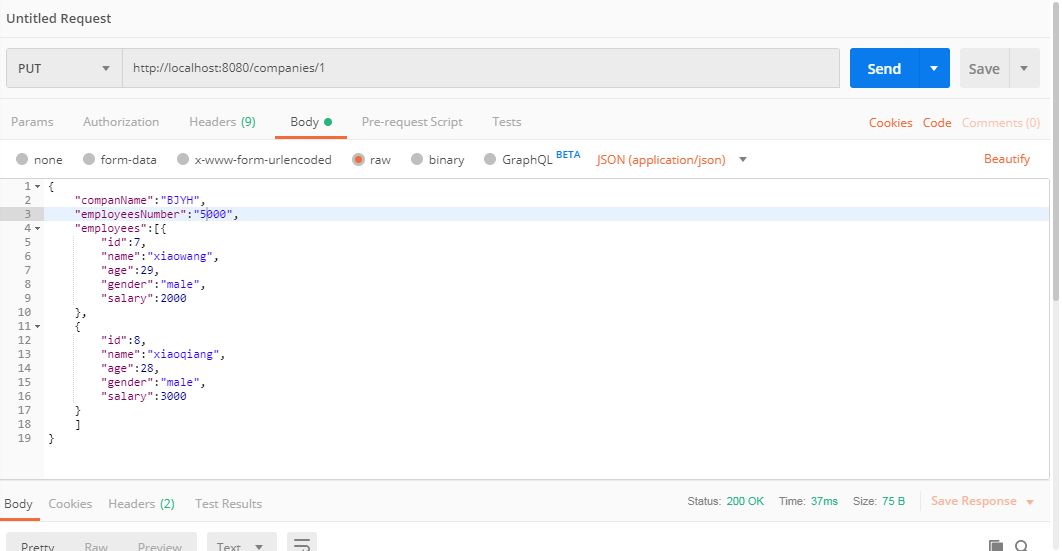 Untitled Request
PUT http://localhost:8080/companies/1 Send Save
Params Authorization Headers (9) Body Pre-request Script Tests Cookies Code Comments (0)
none form-data x-www-form-urlencoded raw binary GraphQL BETA JSON (application/json) Beautify
1 {
2 "companName":"BJYH",
3 "employeesNumber":"5000",
4 "employees":[{
5 "id":7,
6 "name":"xiaowang",
7 "age":29,
8 "gender":"male",
9 "salary":2000
10 },
11 {
12 "id":8,
13 "name":"xiaoqiang",
14 "age":28,
15 "gender":"male",
16 "salary":3000
17 }
18 ]
19 }
Body Cookies Headers (2) Test Results Status: 200 OK Time: 37ms Size: 75 B Save Response
Pretty Raw Preview Text